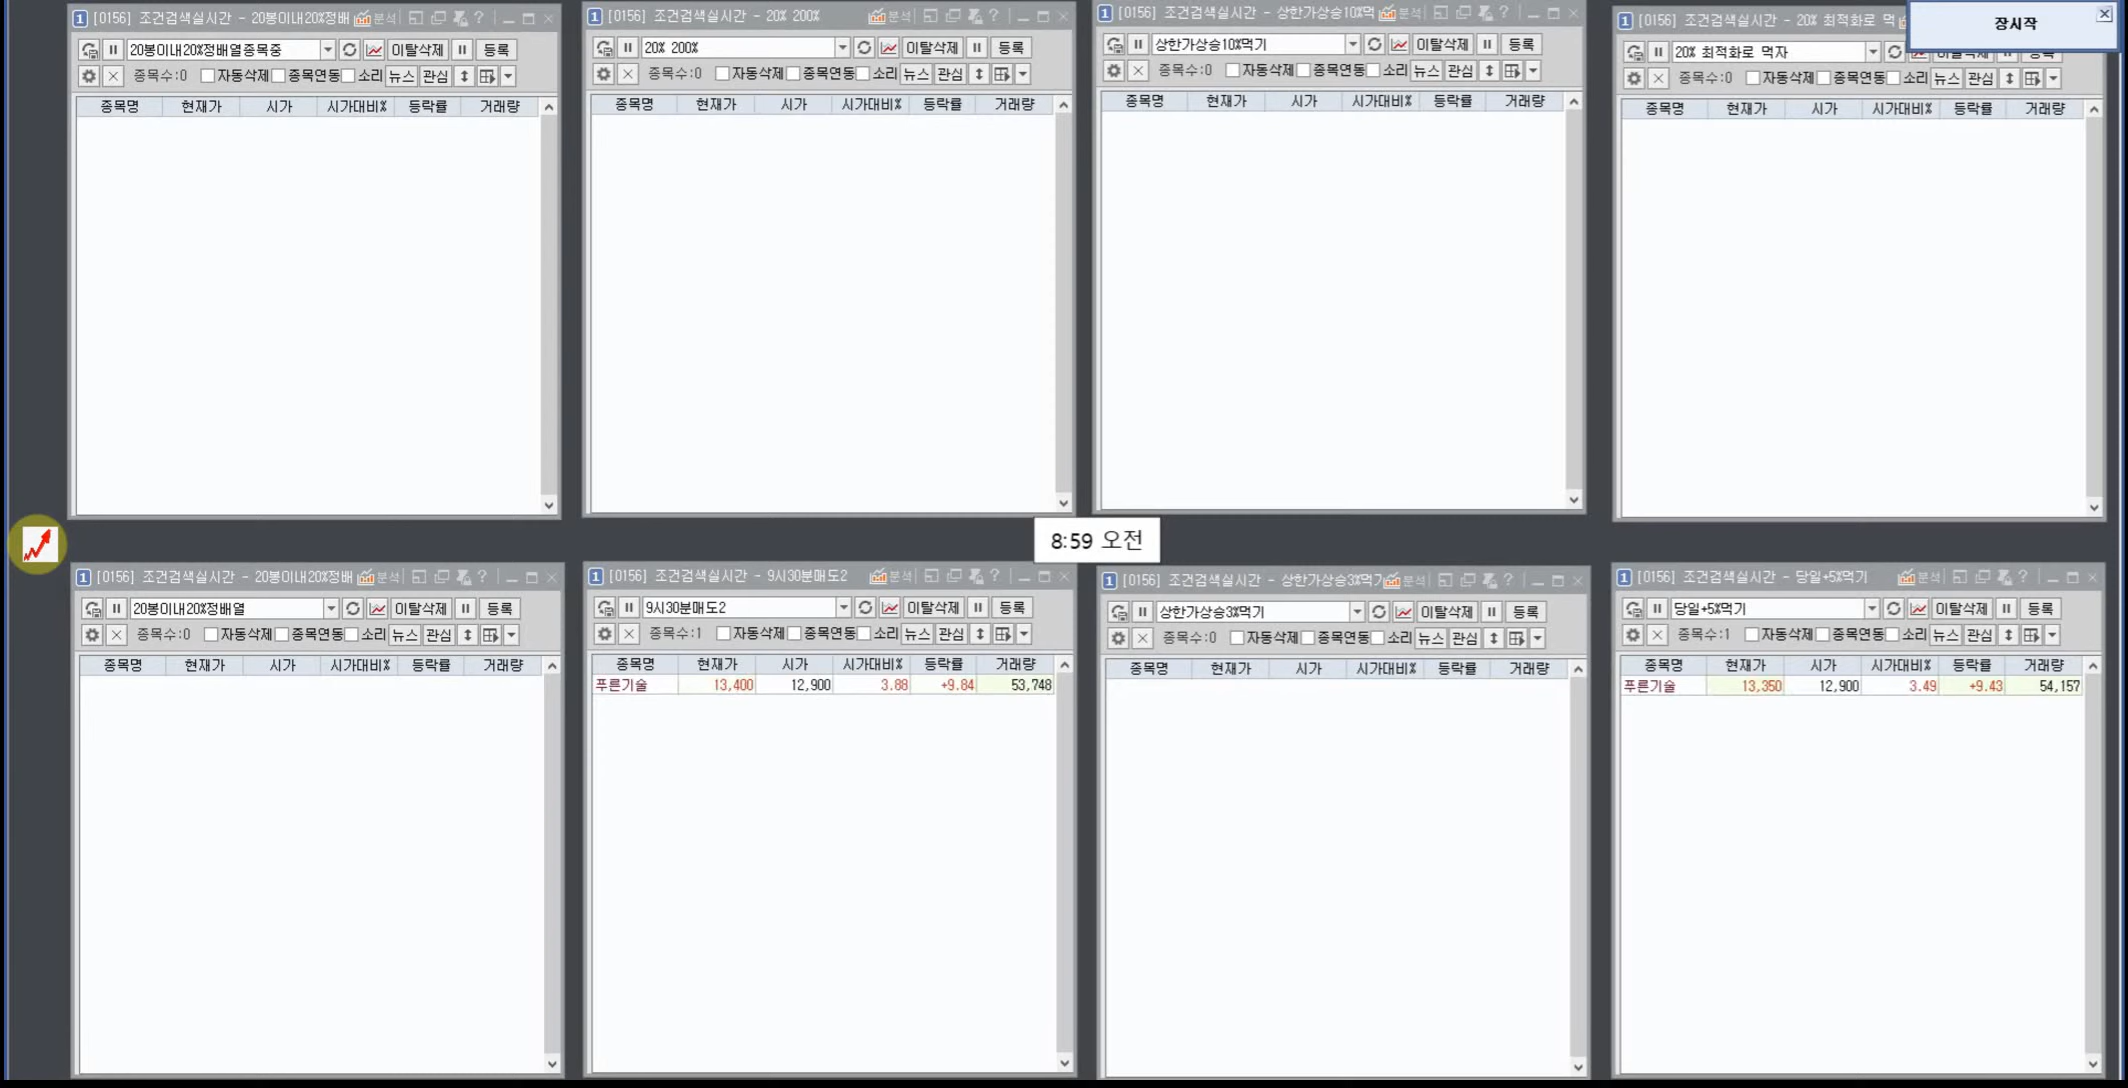 [0156] 조건검색실시간 - 20봉이내20%정배 분석 ?
20봉이내20%정배열종목중 이탈삭제 등록
종목수:0 자동삭제 종목연동 소리 뉴스 관심
종목명 현재가 시가 시가대비% 등락률 거래량
[0156] 조건검색실시간 - 20% 200% 분석 ?
20% 200% 이탈삭제 등록
종목수:0 자동삭제 종목연동 소리 뉴스 관심
종목명 현재가 시가 시가대비% 등락률 거래량
[0156] 조건검색실시간 - 상한가상승10%먹 분석 ?
상한가상승10%먹기 이탈삭제 등록
종목수:0 자동삭제 종목연동 소리 뉴스 관심
종목명 현재가 시가 시가대비% 등락률 거래량
[0156] 조건검색실시간 - 20% 최적화로 먹
장시작
20% 최적화로 먹자 이탈삭제 등록
종목수:0 자동삭제 종목연동 소리 뉴스 관심
종목명 현재가 시가 시가대비% 등락률 거래량
8:59 오전
[0156] 조건검색실시간 - 20봉이내20%정배 분석 ?
20봉이내20%정배열 이탈삭제 등록
종목수:0 자동삭제 종목연동 소리 뉴스 관심
종목명 현재가 시가 시가대비% 등락률 거래량
[0156] 조건검색실시간 - 9시30분매도2 분석 ?
9시30분매도2 이탈삭제 등록
종목수:1 자동삭제 종목연동 소리 뉴스 관심
종목명 현재가 시가 시가대비% 등락률 거래량
푸른기술 13,400 12,900 3.88 +9.84 53,748
[0156] 조건검색실시간 - 상한가상승3%먹기 분석 ?
상한가상승3%먹기 이탈삭제 등록
종목수:0 자동삭제 종목연동 소리 뉴스 관심
종목명 현재가 시가 시가대비% 등락률 거래량
[0156] 조건검색실시간 - 당일+5%먹기 분석 ?
당일+5%먹기 이탈삭제 등록
종목수:1 자동삭제 종목연동 소리 뉴스 관심
종목명 현재가 시가 시가대비% 등락률 거래량
푸른기술 13,350 12,900 3.49 +9.43 54,157